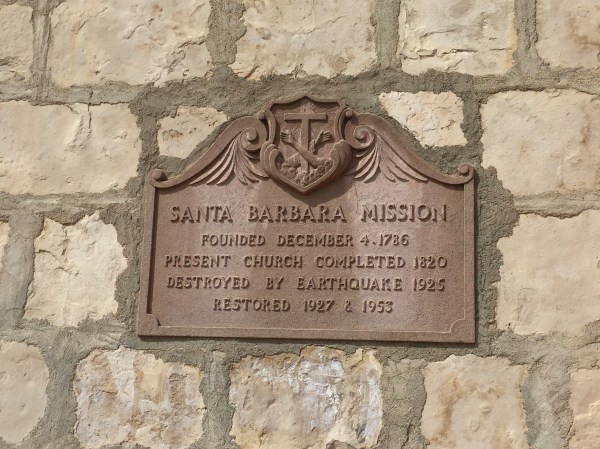 SANTA BARBARA MISSION
FOUNDED DECEMBER 4, 1786
PRESENT CHURCH COMPLETED 1820
DESTROYED BY EARTHQUAKE 1925
RESTORED 1927 & 1953